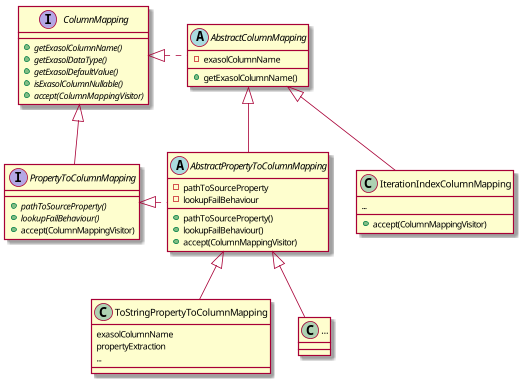 I ColumnMapping
getExasolColumnName()
getExasolDataType()
getExasolDefaultValue()
isExasolColumnNullable()
accept(ColumnMappingVisitor)
A AbstractColumnMapping
exasolColumnName
getExasolColumnName()
I PropertyToColumnMapping
pathToSourceProperty()
lookupFailBehaviour()
accept(ColumnMappingVisitor)
A AbstractPropertyToColumnMapping
pathToSourceProperty
lookupFailBehaviour
pathToSourceProperty()
lookupFailBehaviour()
accept(ColumnMappingVisitor)
C IterationIndexColumnMapping
...
accept(ColumnMappingVisitor)
C ToStringPropertyToColumnMapping
exasolColumnName
propertyExtraction
...
C ...